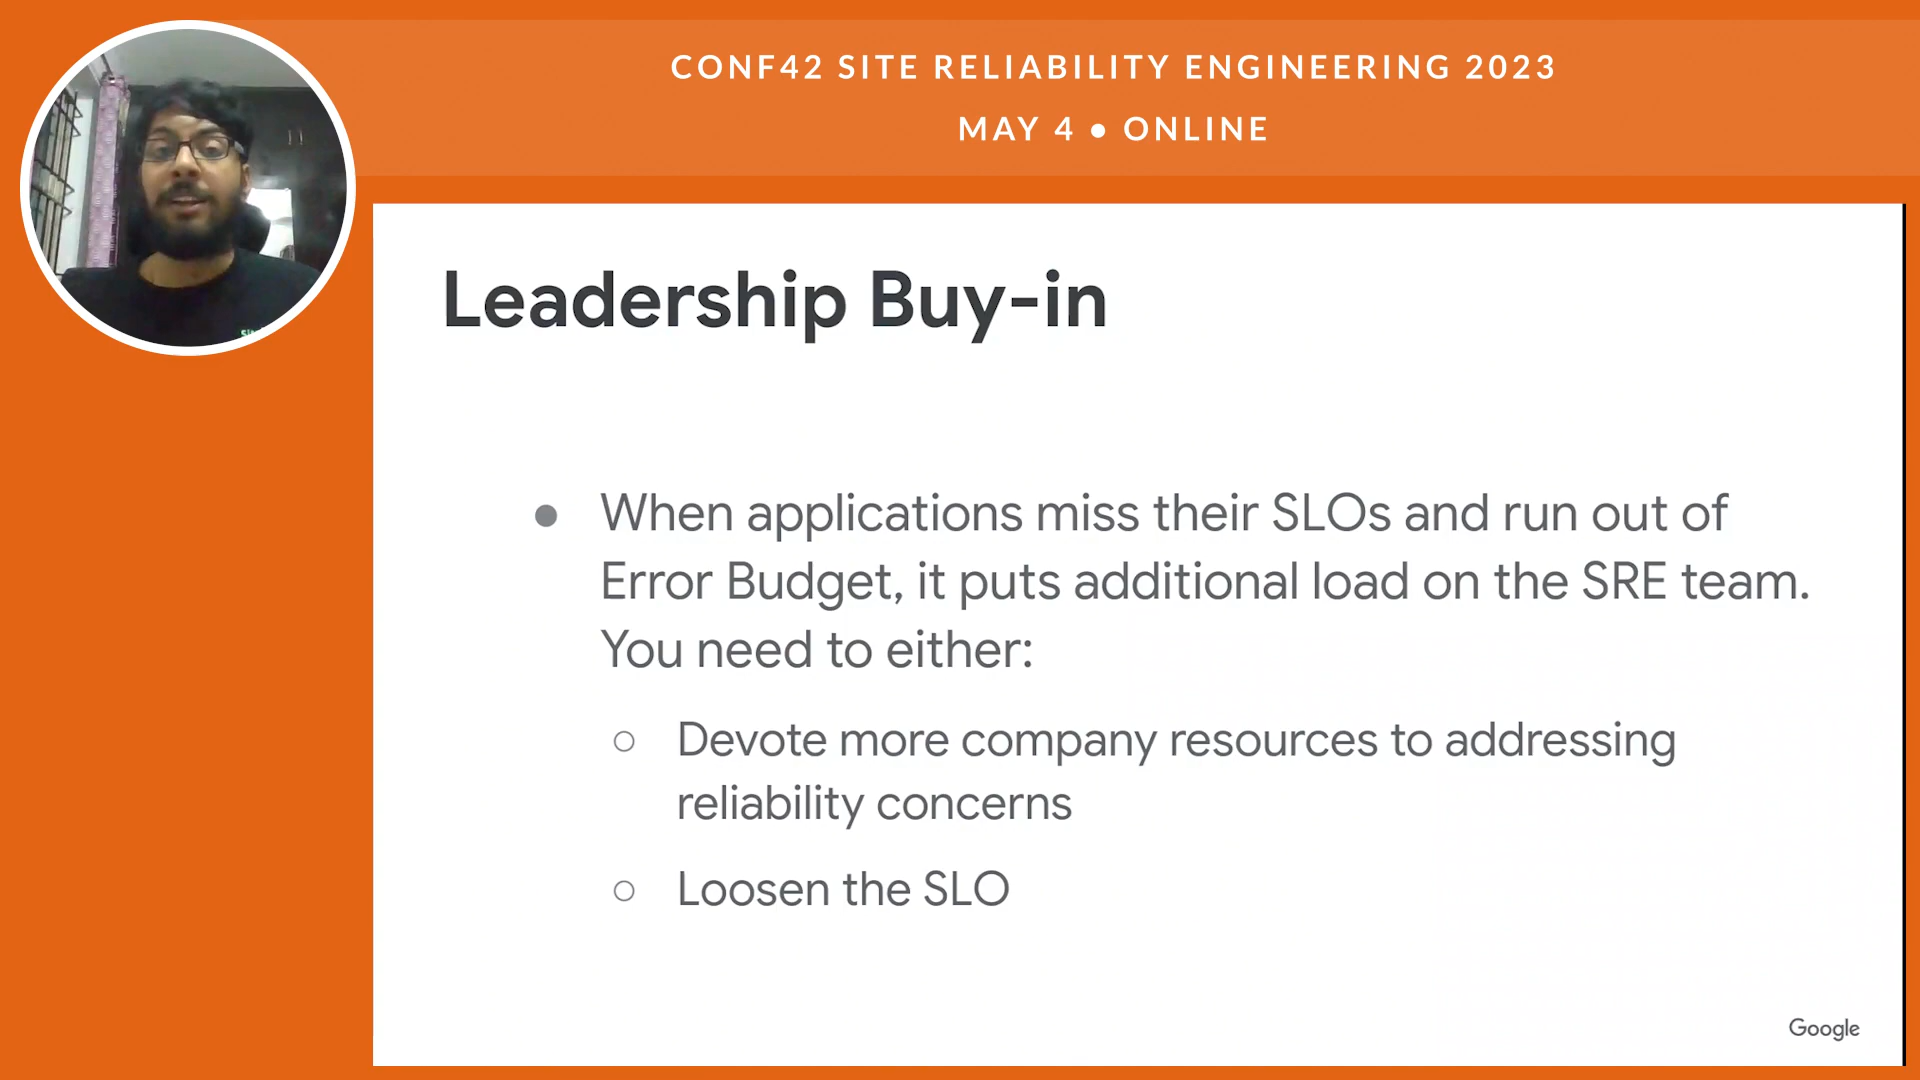 CONF42 SITE RELIABILITY ENGINEERING 2023
MAY 4 ● ONLINE
Leadership Buy-in
● When applications miss their SLOs and run out of
Error Budget, it puts additional load on the SRE team.
You need to either:
○ Devote more company resources to addressing
reliability concerns
○ Loosen the SLO
Google